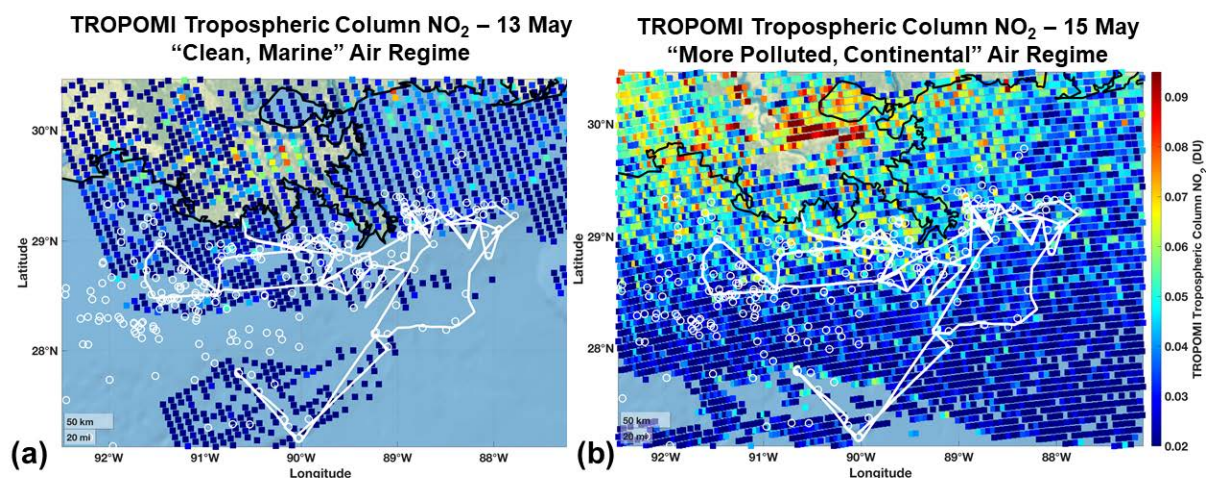 TROPOMI Tropospheric Column NO₂ – 13 May
“Clean, Marine” Air Regime
30°N
29°N
28°N
Latitude
50 km
20 mi
92°W 91°W 90°W 89°W 88°W
Longitude
(a)
TROPOMI Tropospheric Column NO₂ – 15 May
“More Polluted, Continental” Air Regime
30°N
29°N
28°N
Latitude
50 km
20 mi
92°W 91°W 90°W 89°W 88°W
Longitude
(b)
0.09
0.08
0.07
0.06
0.05
0.04
0.03
0.02
TROPOMI Tropospheric Column NO₂ (DU)